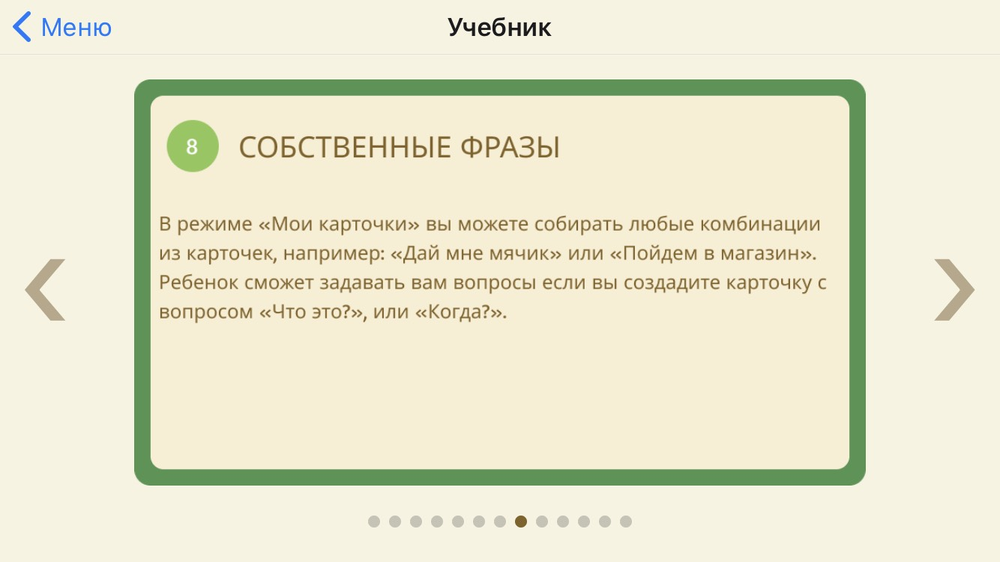 Меню
Учебник
8
СОБСТВЕННЫЕ ФРАЗЫ
В режиме «Мои карточки» вы можете собирать любые комбинации
из карточек, например: «Дай мне мячик» или «Пойдем в магазин».
Ребенок сможет задавать вам вопросы если вы создадите карточку с
вопросом «Что это?», или «Когда?».